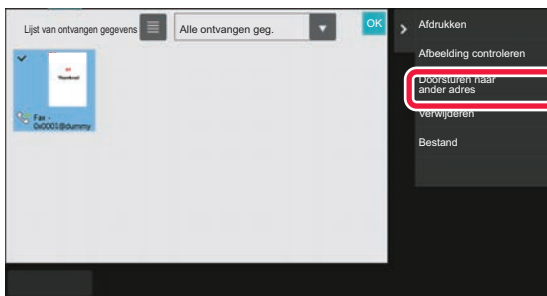 Lijst van ontvangen gegevens
Alle ontvangen geg.
OK
Thumbnail
Fax -
0x0001@dummy
Afdrukken
Afbeelding controleren
Doorsturen naar
ander adres
Verwijderen
Bestand